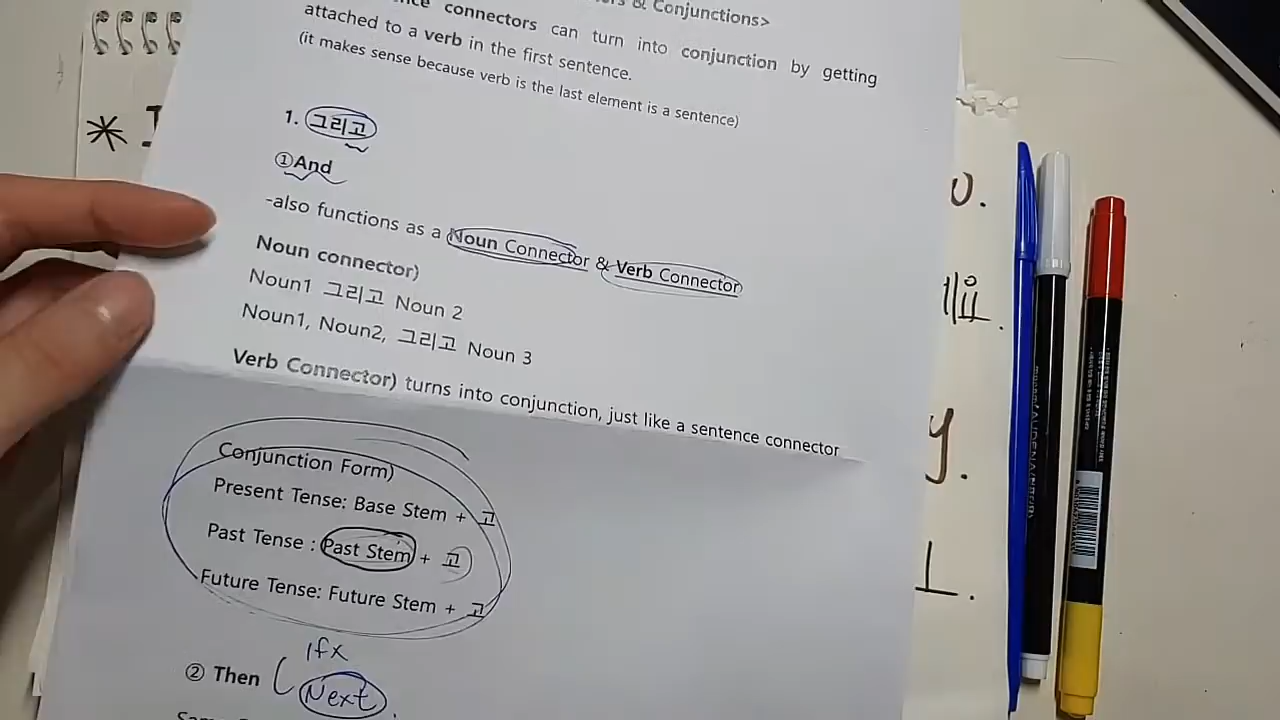 & Conjunctions>
connectors can turn into conjunction by getting
attached to a verb in the first sentence.
(it makes sense because verb is the last element is a sentence)
1. 그리고
①And
-also functions as a Noun Connector & Verb Connector
Noun connector)
Noun1 그리고 Noun 2
Noun1, Noun2, 그리고 Noun 3
Verb Connector) turns into conjunction, just like a sentence connector
Conjunction Form)
Present Tense: Base Stem + 고
Past Tense : Past Stem + 고
Future Tense: Future Stem + 고
② Then ( If x
Next